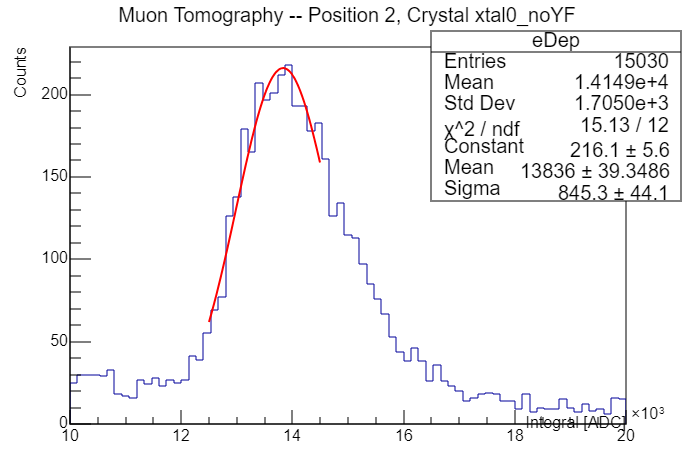 Muon Tomography -- Position 2, Crystal xtal0_noYF
Counts
eDep
Entries 15030
Mean 1.4149e+4
Std Dev 1.7050e+3
χ^2 / ndf 15.13 / 12
Constant 216.1 ± 5.6
Mean 13836 ± 39.3486
Sigma 845.3 ± 44.1
200
150
100
50
0
10 12 14 16 18 20
×10³
Integral [ADC]